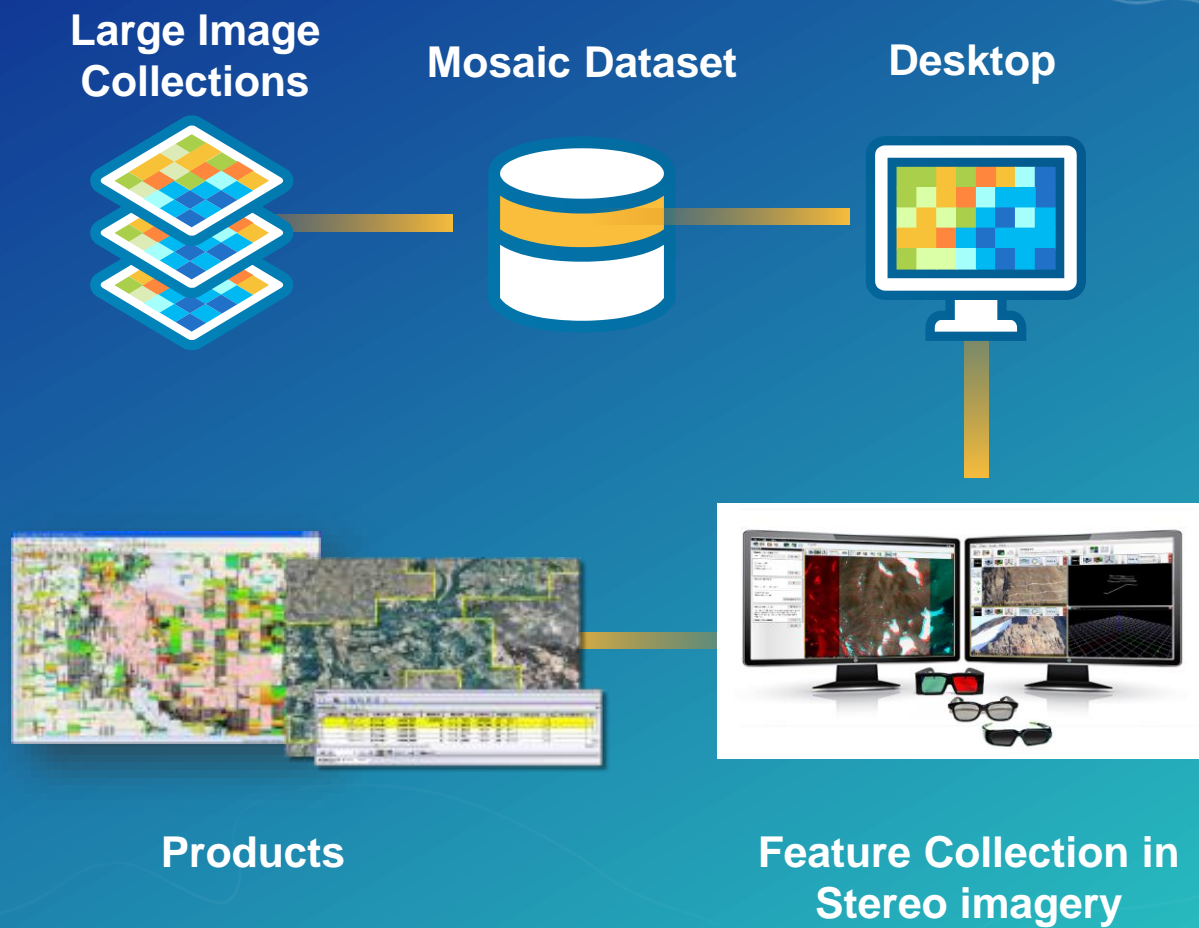 Large Image
Collections
Mosaic Dataset
Desktop
Products
Feature Collection in
Stereo imagery